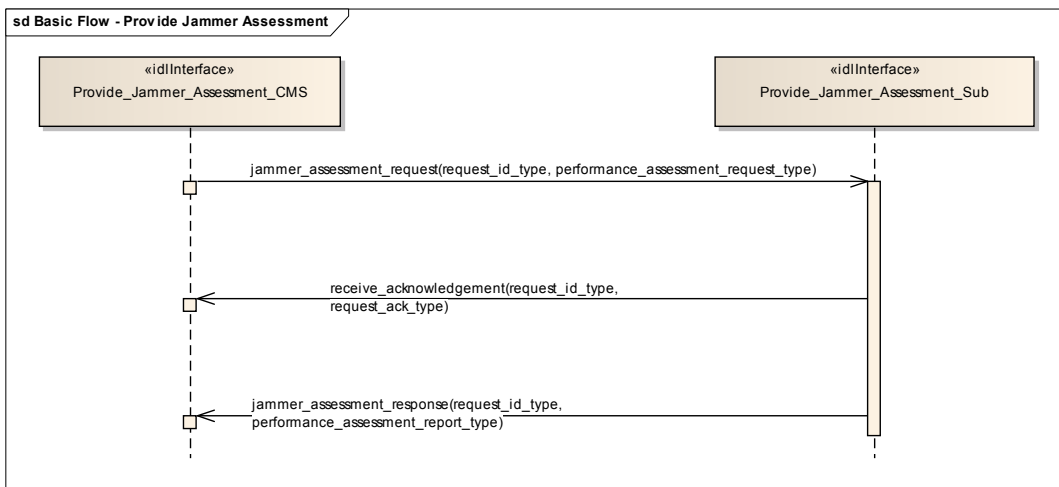 sd Basic Flow - Provide Jammer Assessment
«idlInterface»
Provide_Jammer_Assessment_CMS
«idlInterface»
Provide_Jammer_Assessment_Sub
jammer_assessment_request(request_id_type, performance_assessment_request_type)
receive_acknowledgement(request_id_type,
request_ack_type)
jammer_assessment_response(request_id_type,
performance_assessment_report_type)